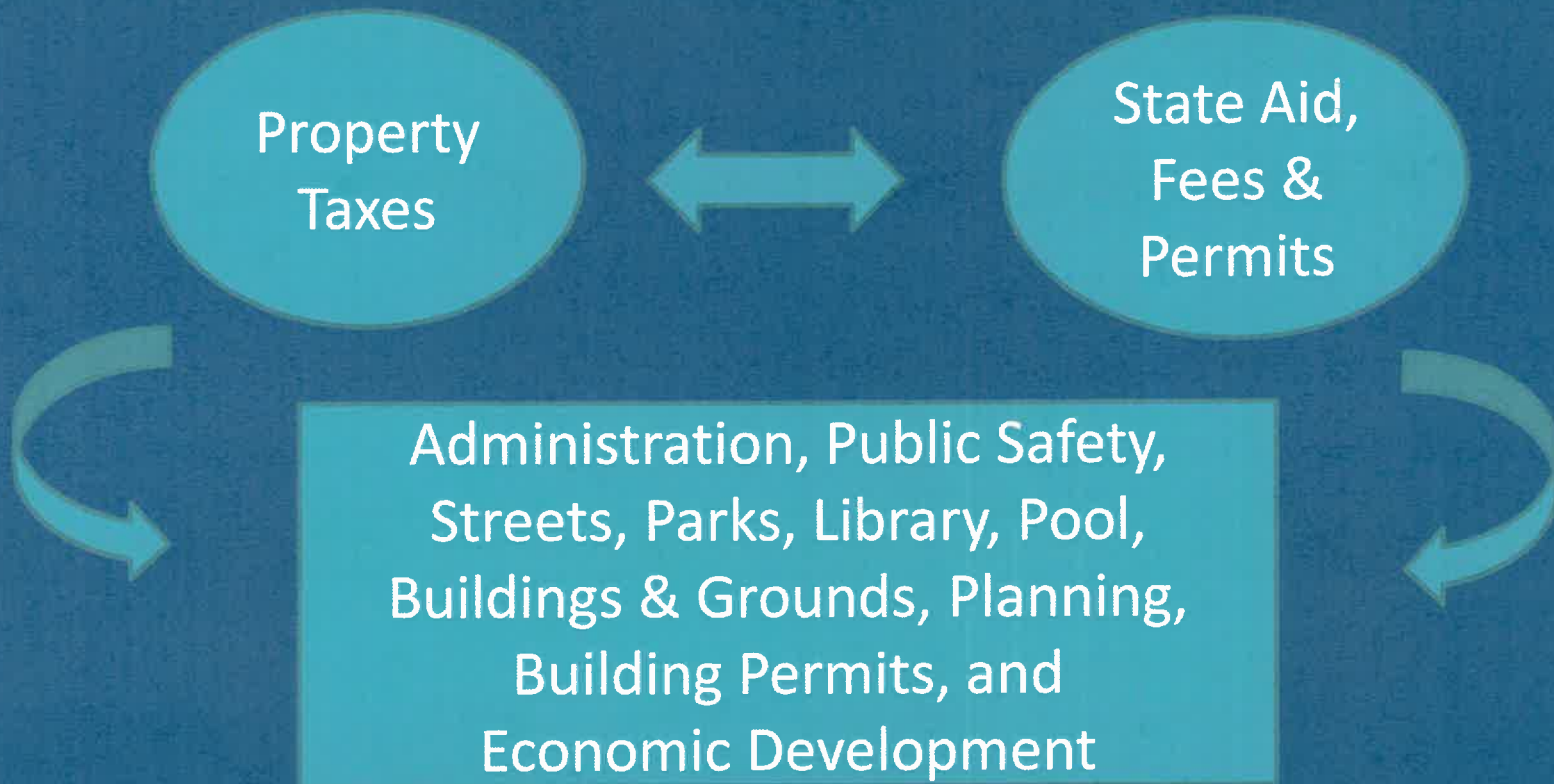 Property
Taxes
State Aid,
Fees &
Permits
Administration, Public Safety,
Streets, Parks, Library, Pool,
Buildings & Grounds, Planning,
Building Permits, and
Economic Development